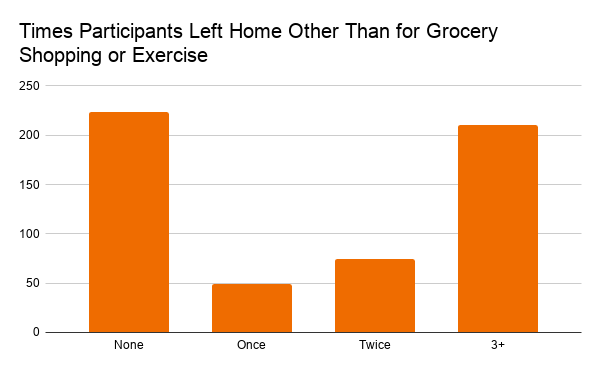 Times Participants Left Home Other Than for Grocery
Shopping or Exercise
250
200
150
100
50
0
None
Once
Twice
3+